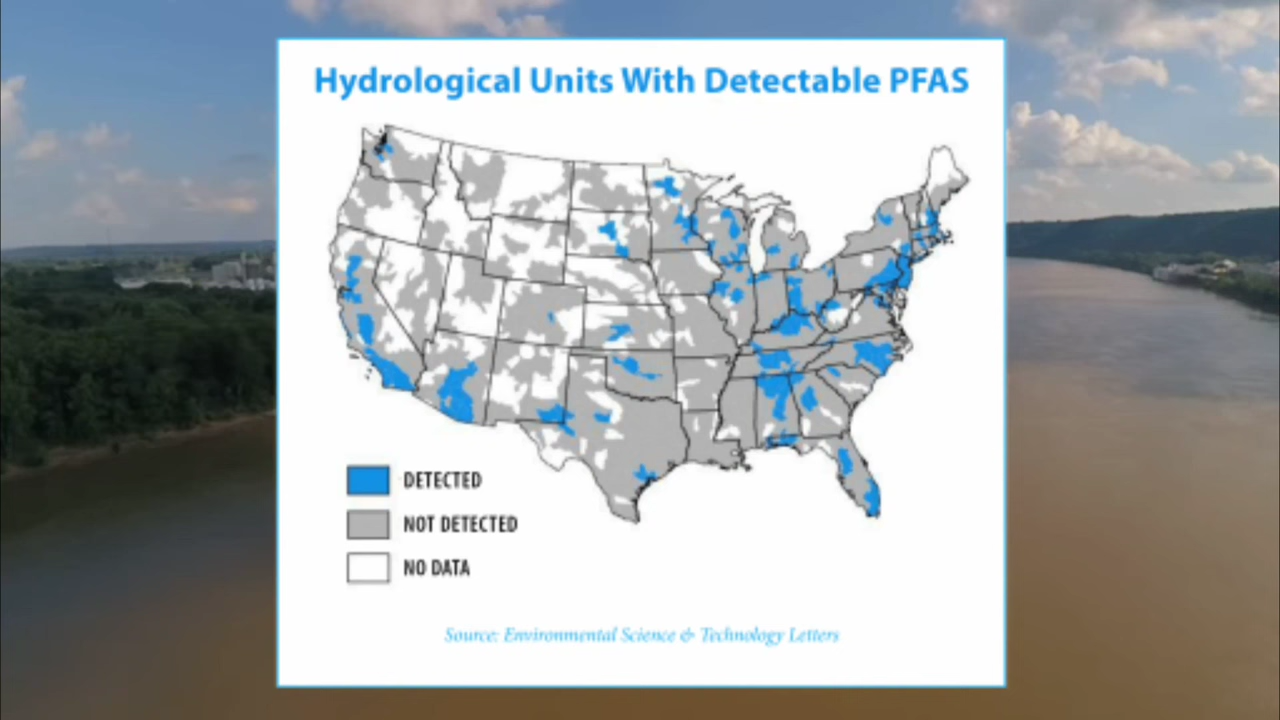 Hydrological Units With Detectable PFAS
DETECTED
NOT DETECTED
NO DATA
Source: Environmental Science & Technology Letters